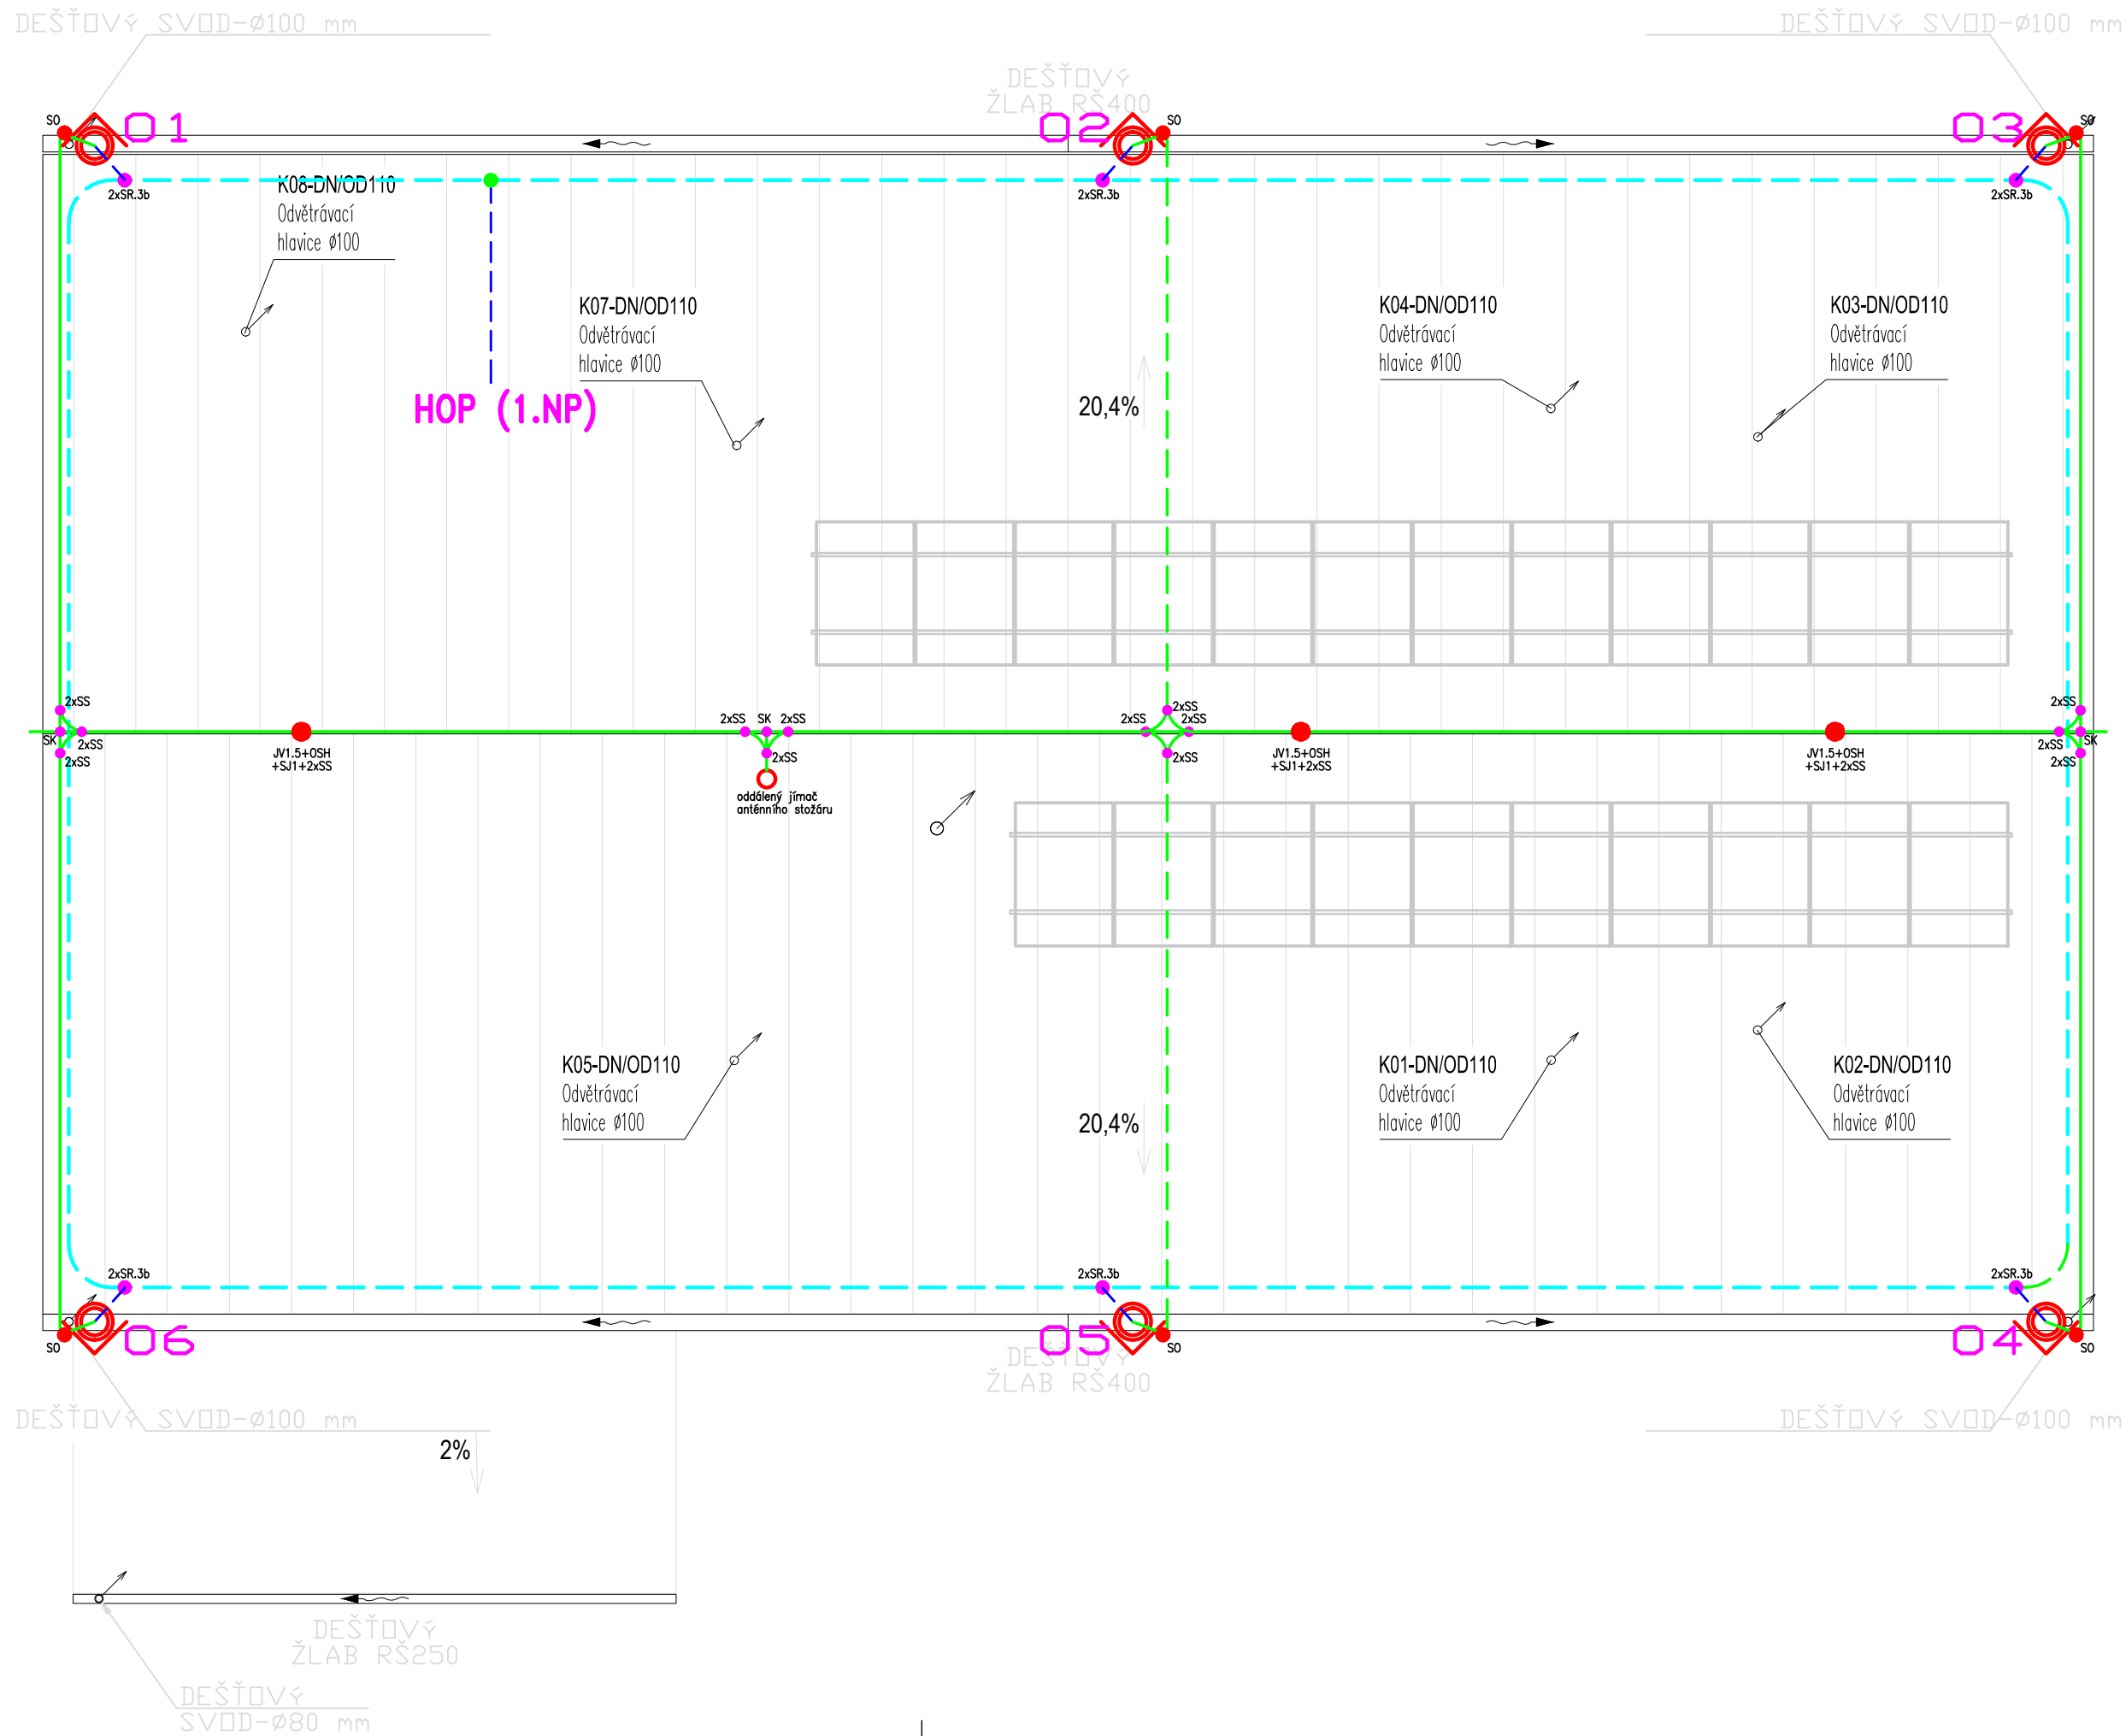 DEŠŤOVÝ SVOD-Ø100 mm
DEŠŤOVÝ SVOD-Ø100 mm
DEŠŤOVÝ
ŽLAB RŠ400
SO
01
02
SO
03
SO
2xSR.3b
2xSR.3b
2xSR.3b
K08-DN/OD110
Odvětrávací
hlavice Ø100
K07-DN/OD110
Odvětrávací
hlavice Ø100
K04-DN/OD110
Odvětrávací
hlavice Ø100
K03-DN/OD110
Odvětrávací
hlavice Ø100
HOP (1.NP)
20,4%
2xSS
SK
2xSS
2xSS
JV1.5+OSH
+SJ1+2xSS
2xSS
SK
2xSS
2xSS
oddálený jímač
anténního stožáru
2xSS
2xSS
2xSS
2xSS
JV1.5+OSH
+SJ1+2xSS
JV1.5+OSH
+SJ1+2xSS
2xSS
2xSS
SK
2xSS
K05-DN/OD110
Odvětrávací
hlavice Ø100
20,4%
K01-DN/OD110
Odvětrávací
hlavice Ø100
K02-DN/OD110
Odvětrávací
hlavice Ø100
2xSR.3b
2xSR.3b
2xSR.3b
SO
06
05
SO
04
SO
DEŠŤOVÝ
ŽLAB RŠ400
DEŠŤOVÝ SVOD-Ø100 mm
DEŠŤOVÝ SVOD-Ø100 mm
2%
DEŠŤOVÝ
ŽLAB RŠ250
DEŠŤOVÝ
SVOD-Ø80 mm